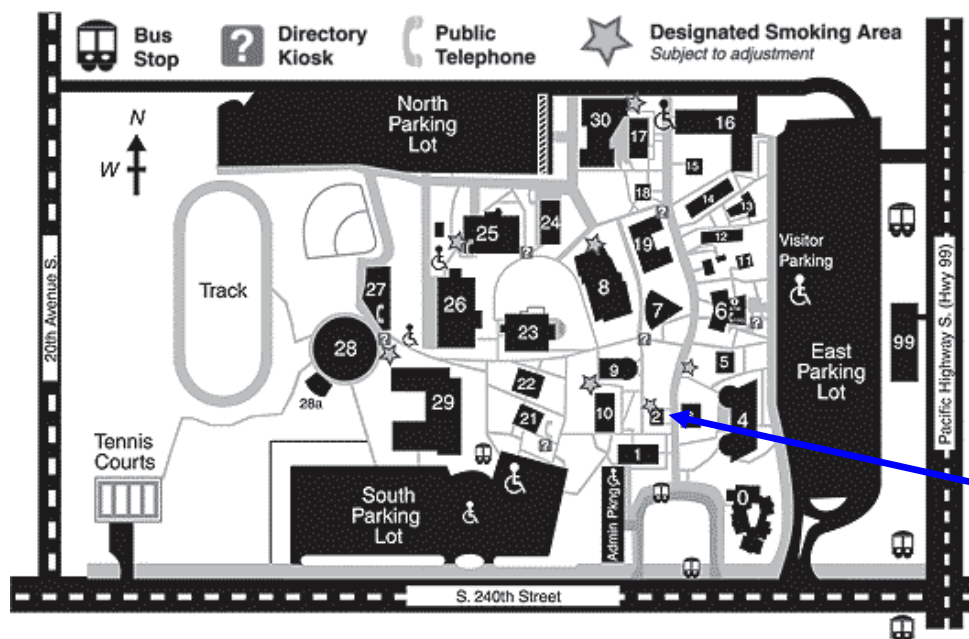 Bus
Stop
?
Directory
Kiosk
Public
Telephone
Designated Smoking Area
Subject to adjustment
N
W
North
Parking
Lot
30
17
16
15
18
14
13
12
11
19
24
25
8
7
6
Visitor
Parking
99
Track
27
26
23
28
28a
5
East
Parking
Lot
9
22
29
21
10
2
4
1
Tennis
Courts
South
Parking
Lot
Admin Pkng
0
20th Avenue S.
Pacific Highway S. (Hwy 99)
S. 240th Street